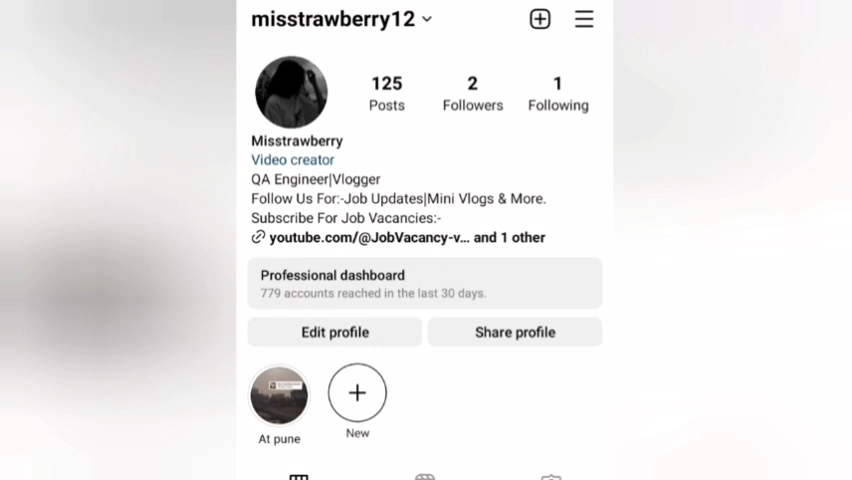 misstrawberry12
125 2 1
Posts Followers Following
Misstrawberry
Video creator
QA Engineer|Vlogger
Follow Us For:-Job Updates|Mini Vlogs & More.
Subscribe For Job Vacancies:-
youtube.com/@JobVacancy-v... and 1 other
Professional dashboard
779 accounts reached in the last 30 days.
Edit profile Share profile
At pune New